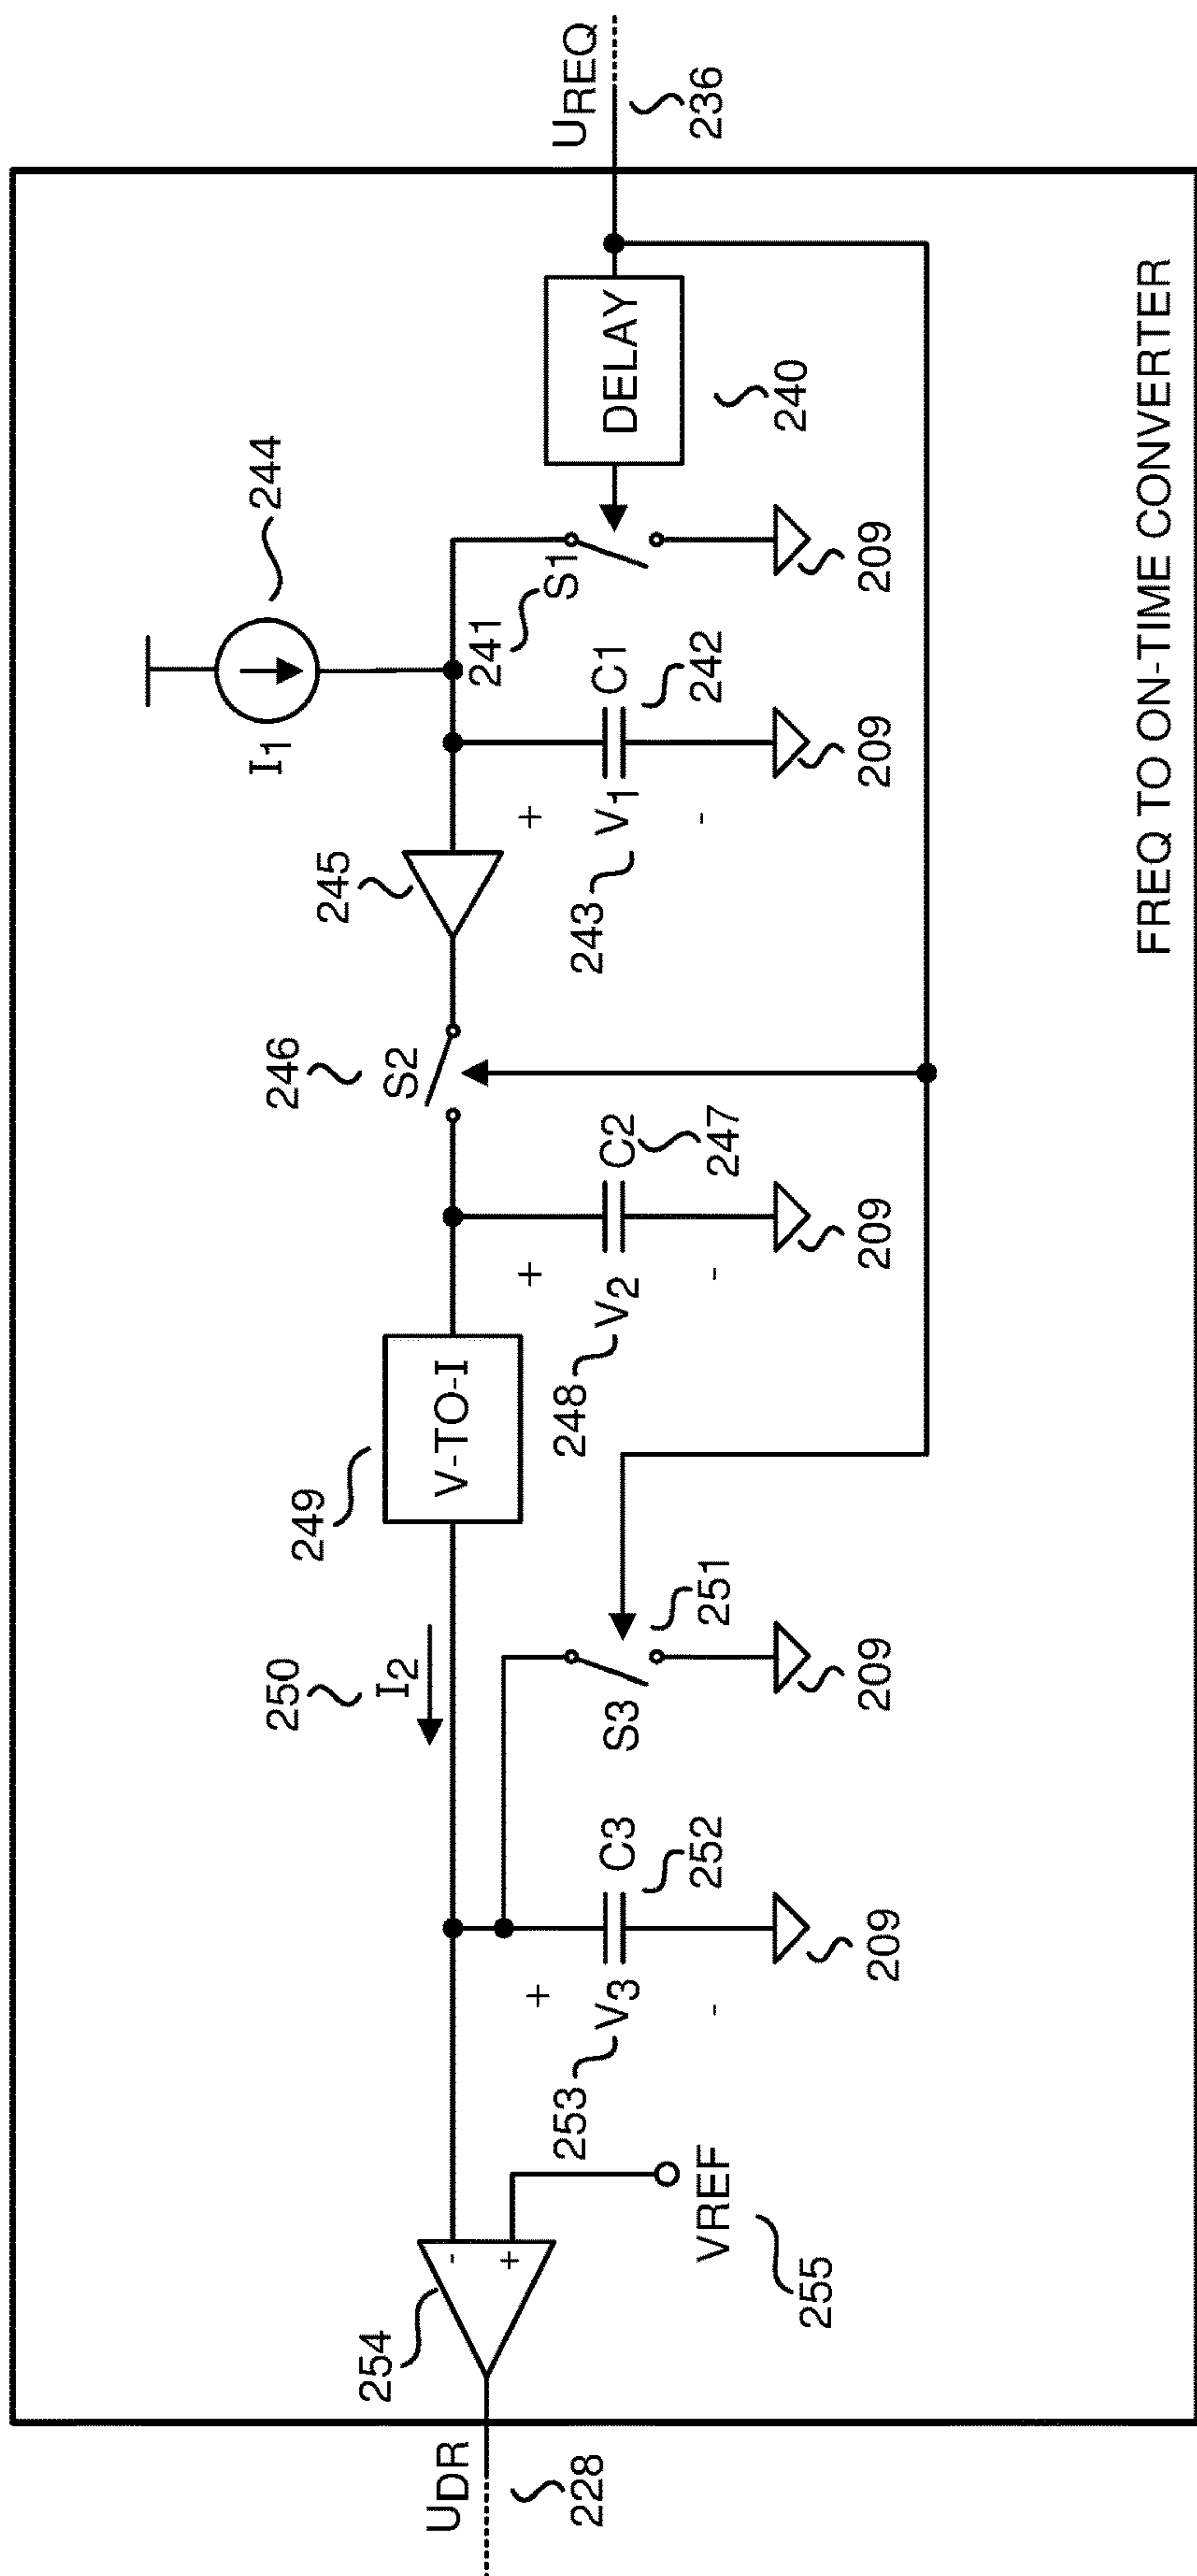 U_DR
228
254
VREF
255
-
+
+
V3
-
253
C3
252
209
250
I2
S3
251
209
249
V-TO-I
+
V2
-
248
C2
247
209
246
S2
245
+
V1
-
243
C1
242
209
I1
244
241
S1
209
DELAY
240
U_REQ
236
FREQ TO ON-TIME CONVERTER